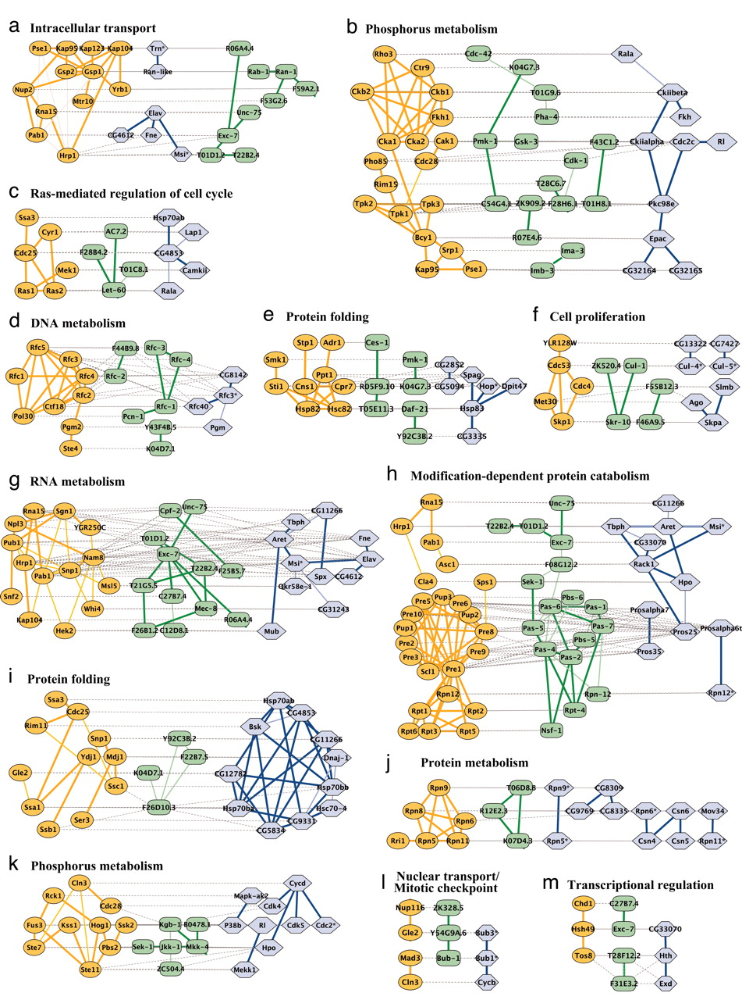 a Intracellular transport
Pse1 Kap95 Kap123 Kap104 Trn* R06A4.4
Gsp2 Gsp1 Ran-like Rab-1 Ran-1
Nup2 Yrb1 F59A2.1
Mtr10 F53G2.6
Rna15 Elav Unc-75
Pab1 CG4612 Fne Exc-7
Hrp1 Msi* T01D1.2 T22B2.4
b Phosphorus metabolism
Rho3 Cdc-42 Rala
Ctr9 K04G7.3
Ckb2 Ckb1 T01G9.6 Ckiibeta
Fkh1 Pha-4 Fkh
Cka1 Cka2 Cak1 Pmk-1 Gsk-3 F43C1.2 Ckiialpha Cdc2c Rl
Pho85 Cdc28 Cdk-1
Rim15 T28C6.7
Tpk2 Tpk3 C54G4.1 ZK909.2 F28H6.1 T01H8.1 Pkc98e
Tpk1
Bcy1 R07E4.6 Epac
Srp1 Ima-3
Kap95 Pse1 Imb-3 CG32164 CG32165
c Ras-mediated regulation of cell cycle
Ssa3 Hsp70ab
Cyr1 AC7.2 Lap1
Cdc25 F28B4.2 CG4853
Mek1 T01C8.1 Camkii
Ras1 Ras2 Let-60 Rala
d DNA metabolism
Rfc5 F44B9.8 Rfc-3
Rfc3 Rfc-4
Rfc1 Rfc4 Rfc-2 CG8142
Rfc2 Rfc3*
Pol30 Ctf18 Rfc-1 Rfc40
Pcn-1
Pgm2 Y43F4B.5 Pgm
Ste4 K04D7.1
e Protein folding
Stp1 Adr1 Ces-1
Smk1 Pmk-1 CG2852
Ppt1 Spag
Sti1 Cns1 Cpr7 R05F9.10 K04G7.3 CG5094 Hop* Dpit47
Hsp82 Hsc82 T05E11.3 Daf-21 Hsp83
Y92C3B.2 CG3335
f Cell proliferation
YLR128W CG13322 CG7427
Cdc53 ZK520.4 Cul-1 Cul-4* Cul-5*
Cdc4 F55B12.3 Slmb
Met30 Ago
Skp1 Skr-10 F46A9.5 Skpa
g RNA metabolism
Rna15 Sgn1 Cpf-2 Unc-75 CG11266
Npl3 YGR250C Tbph
Pub1 T01D1.2 Aret Fne
Hrp1 Nam8 Exc-7 Msi* Elav
Pab1 Snp1 T22B2.4 F25B5.7 Spx CG4612
Msl5 T21G5.5 Qkr58e-1
Snf2 Whi4 C27B7.4 Mec-8 CG31243
Kap104 R06A4.4
Hek2 F26B1.2 C12D8.1 Mub
h Modification-dependent protein catabolism
Rna15 Unc-75 CG11266
Hrp1 T22B2.4 T01D1.2 Tbph Aret Msi*
Pab1 Exc-7 CG33070
Asc1 F08G12.2 Rack1
Cla4 Sps1 Sek-1 Hpo
Pre5 Pup3 Pre6 Pbs-6
Pre10 Pup2 Pas-6 Pas-1 Prosalpha7
Pup1 Pre8 Pas-5 Pas-7 Pros25 Prosalpha6t
Pre2 Pbs-5
Pre3 Pre9 Pas-4 Pas-2 Pros35
Scl1 Pre1
Rpn12 Rpn-12 Rpn12*
Rpt1 Rpt2 Rpt-4
Rpt6 Rpt3 Rpt5 Nsf-1
i Protein folding
Ssa3 Hsp70ab
Cdc25 CG4853
Rim11 Bsk
Snp1 Y92C3B.2 CG11266
Ydj1 Mdj1 F22B7.5 Dnaj-1
Gle2 K04D7.1 CG12782
Ssc1 Hsp70bb
Ssa1 F26D10.3 Hsp70ba Hsc70-4
Ser3 CG9331
Ssb1 CG5834
j Protein metabolism
Rpn9 T06D8.8 Rpn9* CG8309
Rpn8 R12E2.3 CG9769 CG8335 Rpn6* Csn6 Mov34
Rpn6
Rri1 Rpn5 Rpn11 K07D4.3 Rpn5* Csn4 Csn5 Rpn11*
k Phosphorus metabolism
Cln3 Cycd
Rck1 Mapk-ak2
Cdc28 Cdk4
Fus3 Kss1 Hog1 Ssk2 Kgb-1 B0478.1 P38b Rl Cdk5 Cdc2*
Ste7 Pbs2 Sek-1 Jkk-1 Mkk-4 Hpo
Ste11 ZC504.4 Mekk1
l Nuclear transport/
Mitotic checkpoint
Nup116 ZK328.5
Gle2 Y54G9A.6 Bub3*
Mad3 Bub-1 Bub1*
Cln3 Cycb
m Transcriptional regulation
Chd1 C27B7.4
Hsh49 Exc-7 CG33070
Tos8 T28F12.2 Hth
F31E3.2 Exd